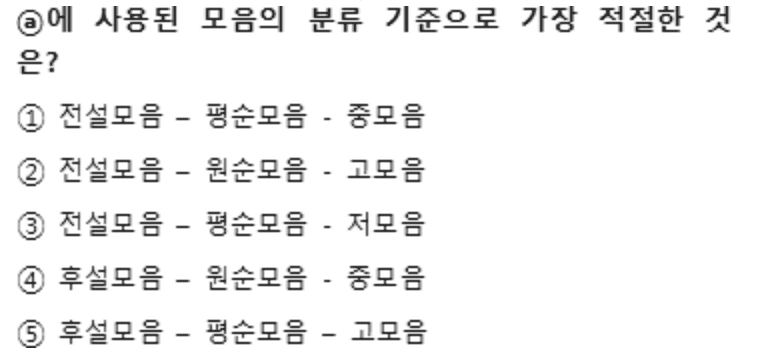 ⓐ에 사용된 모음의 분류 기준으로 가장 적절한 것
은?
① 전설모음 – 평순모음 - 중모음
② 전설모음 – 원순모음 - 고모음
③ 전설모음 – 평순모음 - 저모음
④ 후설모음 – 원순모음 - 중모음
⑤ 후설모음 – 평순모음 – 고모음